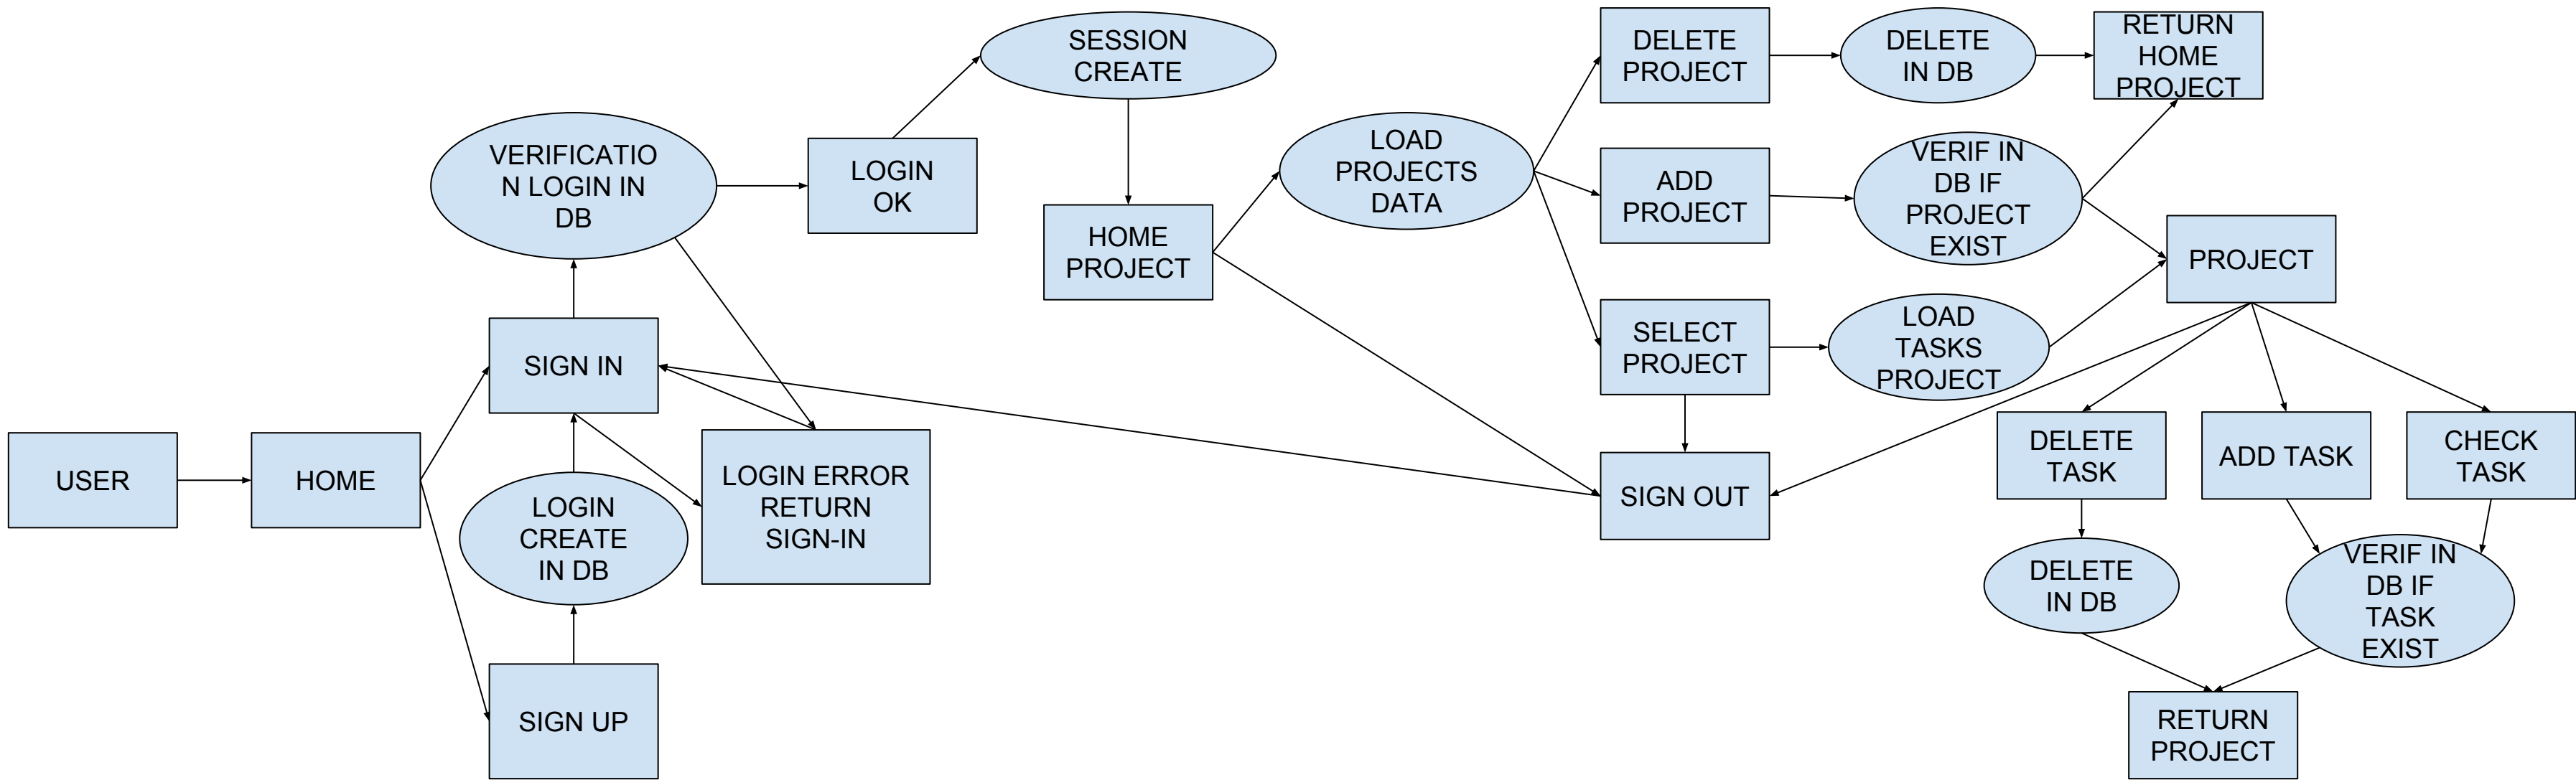 USER
HOME
SIGN IN
SIGN UP
LOGIN
CREATE
IN DB
VERIFICATIO
N LOGIN IN
DB
LOGIN ERROR
RETURN
SIGN-IN
LOGIN
OK
SESSION
CREATE
HOME
PROJECT
LOAD
PROJECTS
DATA
DELETE
PROJECT
DELETE
IN DB
RETURN
HOME
PROJECT
ADD
PROJECT
VERIF IN
DB IF
PROJECT
EXIST
SELECT
PROJECT
LOAD
TASKS
PROJECT
PROJECT
SIGN OUT
DELETE
TASK
ADD TASK
CHECK
TASK
DELETE
IN DB
VERIF IN
DB IF
TASK
EXIST
RETURN
PROJECT